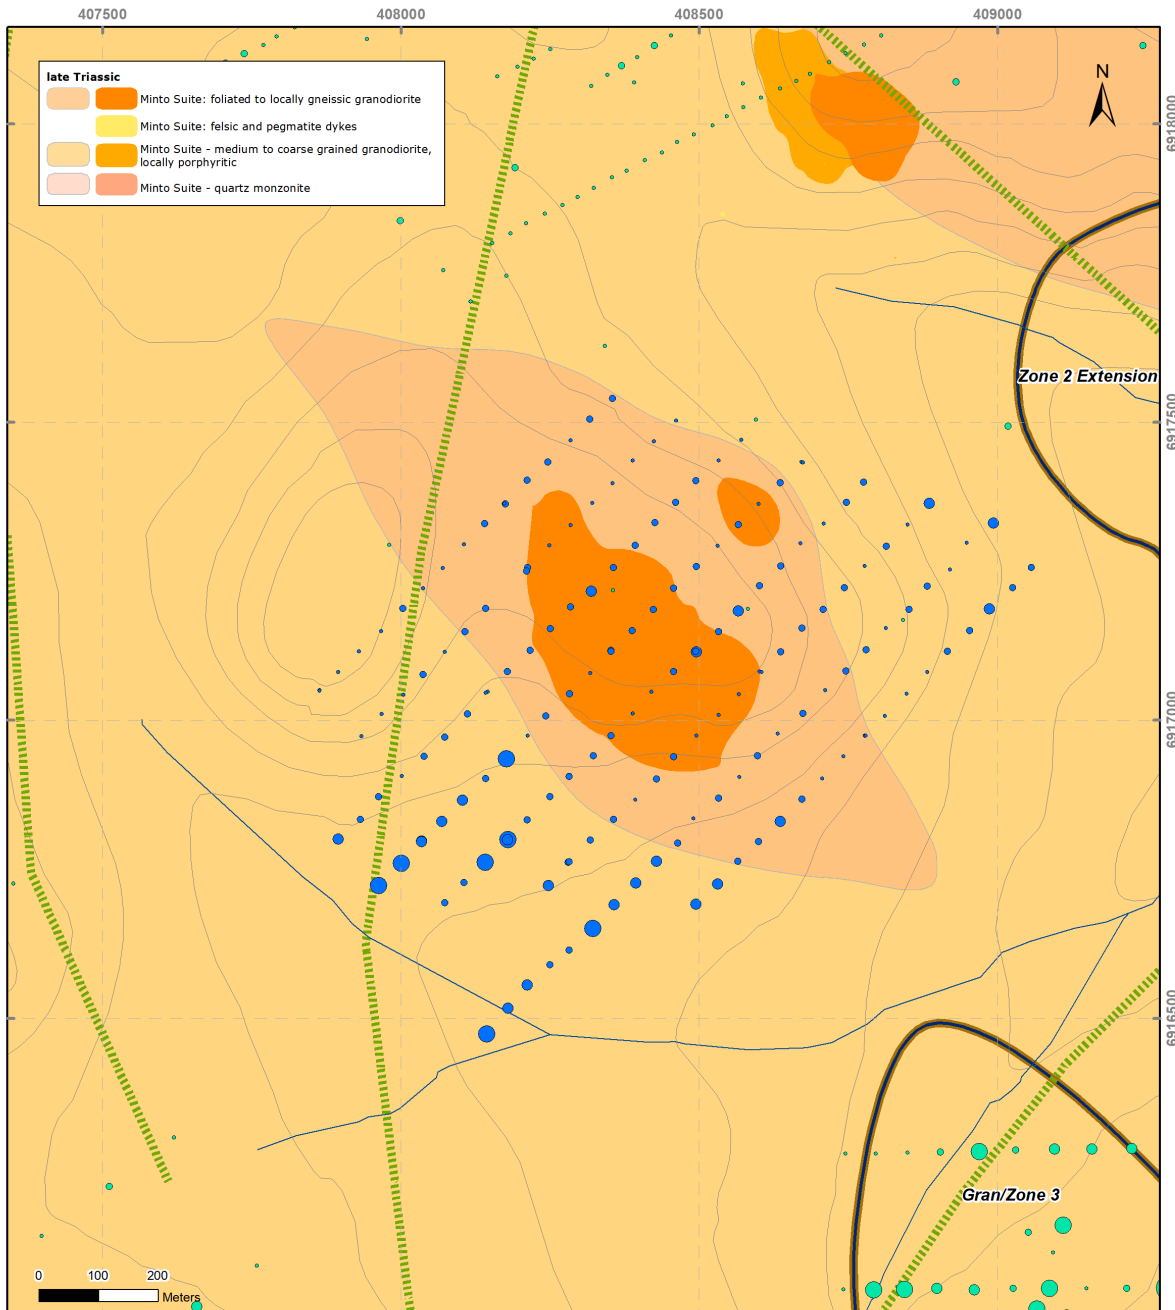 407500 408000 408500 409000
late Triassic
Minto Suite: foliated to locally gneissic granodiorite
Minto Suite: felsic and pegmatite dykes
Minto Suite - medium to coarse grained granodiorite,
locally porphyritic
Minto Suite - quartz monzonite
N
6918000
Zone 2 Extension
6917500
6917000
6916500
Gran/Zone 3
0 100 200
Meters